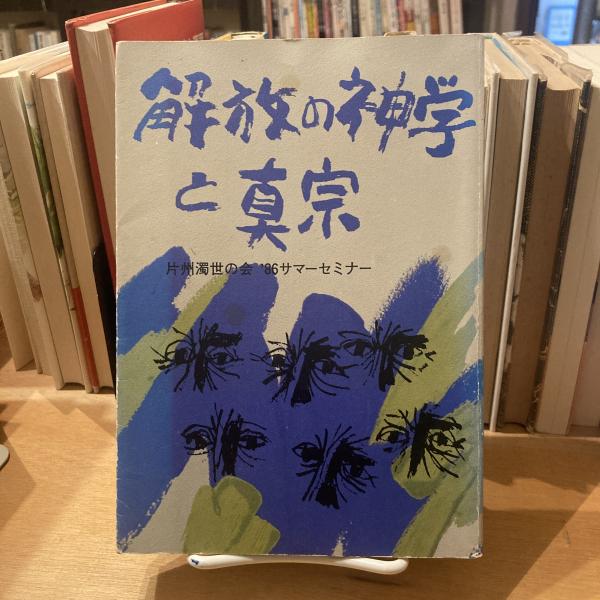 解放の神学
と真宗
片州濁世の会 '86サマーセミナー